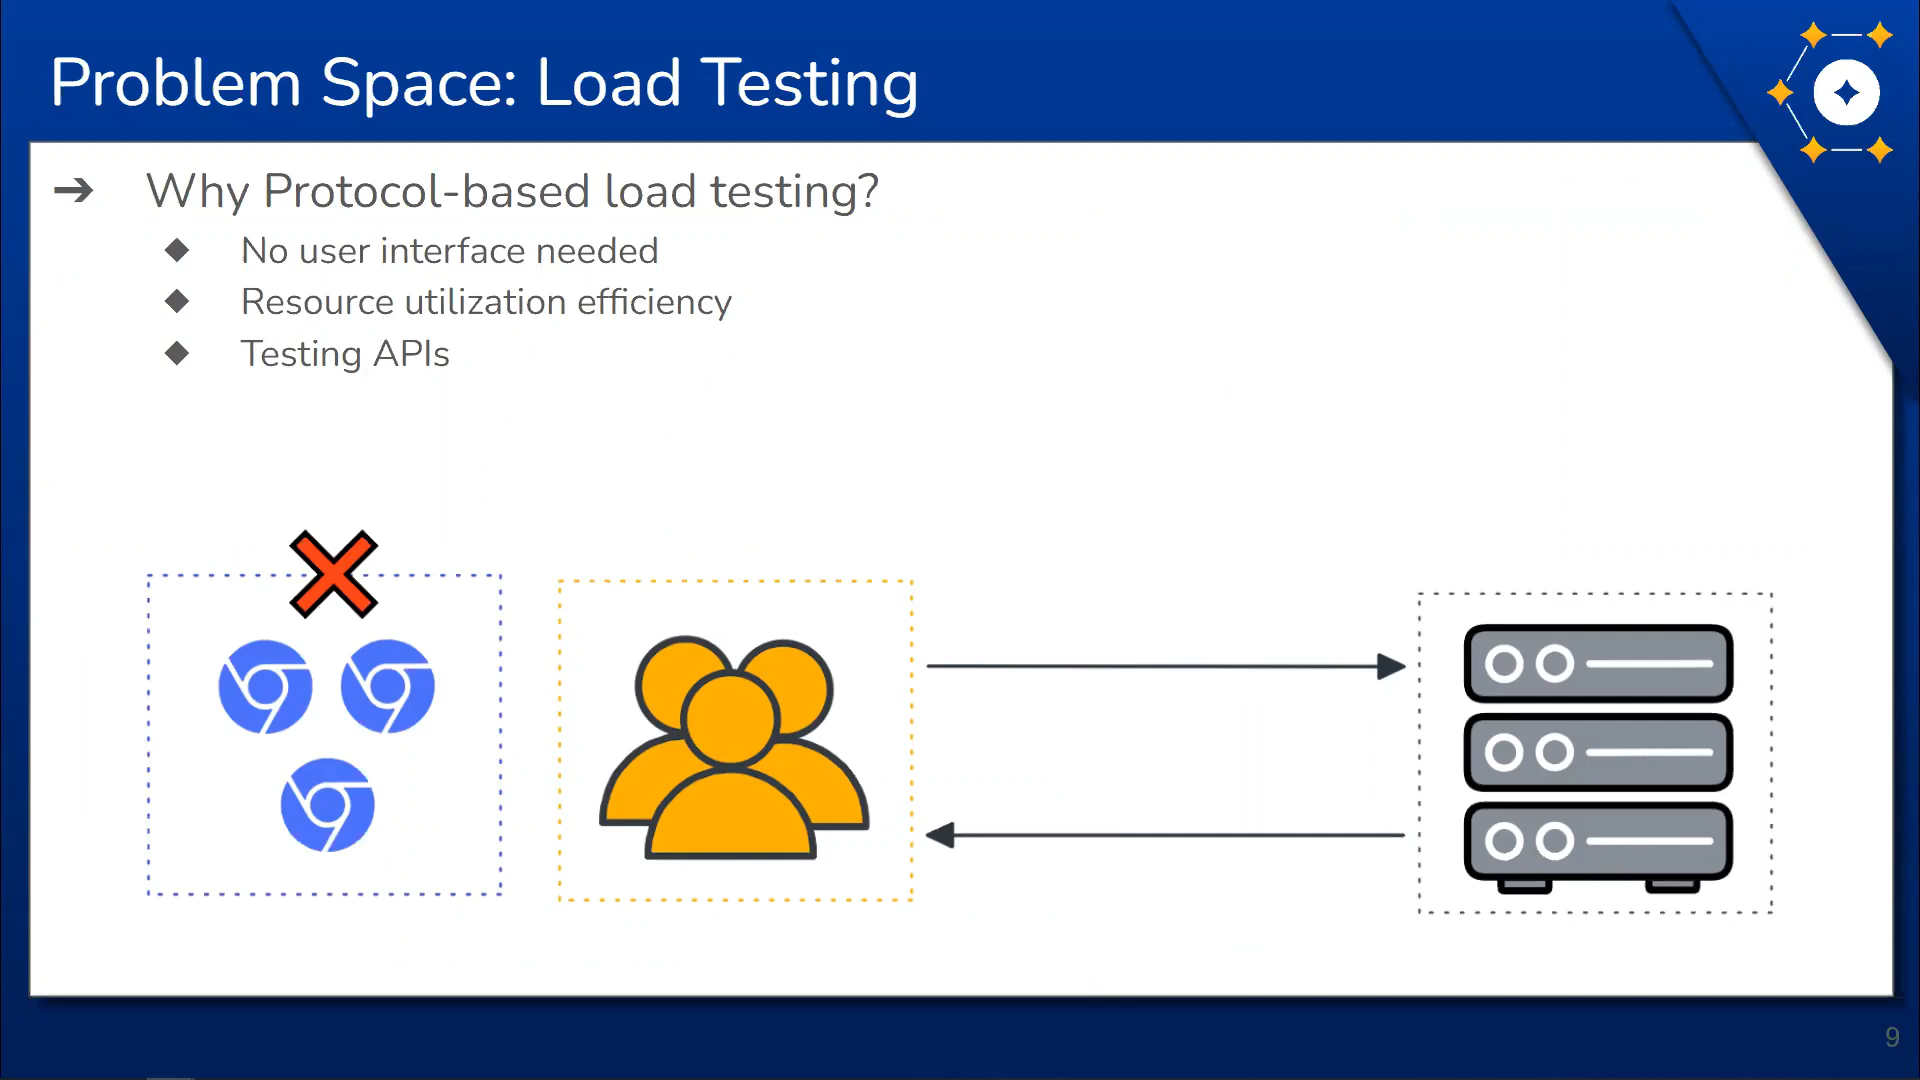 Problem Space: Load Testing
➔ Why Protocol-based load testing?
◆ No user interface needed
◆ Resource utilization efficiency
◆ Testing APIs
9